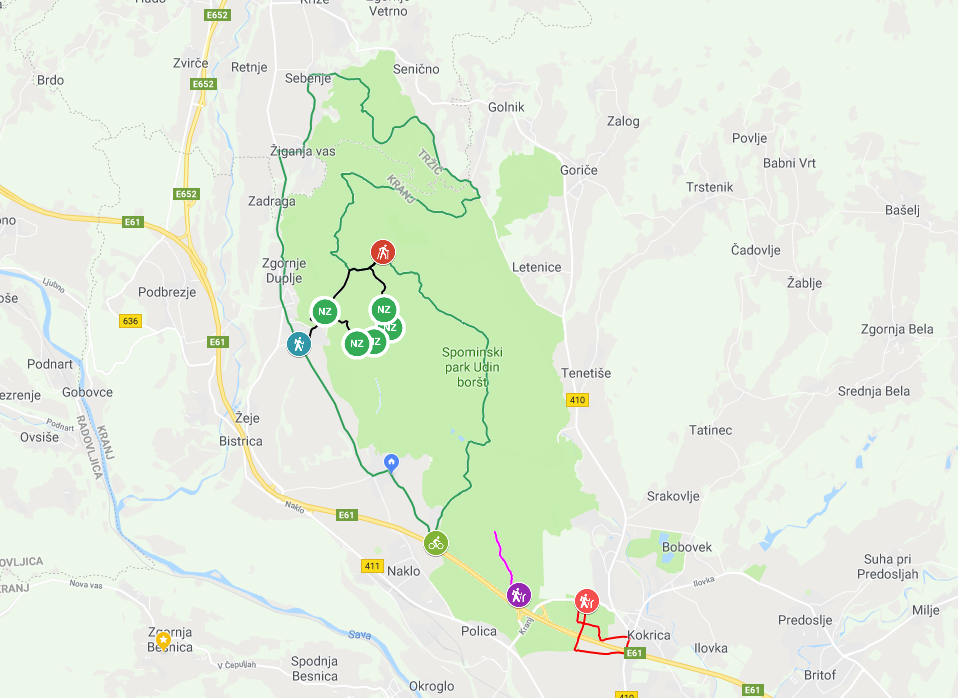 Hudo
Križe
Zgornje
Vetrno
E652
Zvirče
Retnje
Sebenje
Senično
Brdo
E652
Golnik
Zalog
Povlje
Babni Vrt
Žiganja vas
TRŽIČ
KRANJ
Goriče
Trstenik
E652
Zadraga
Bašelj
E61
Čadovlje
Zgornje
Duplje
Letenice
Žablje
Ljubno
Podbrezje
NZ
NZ
NZ
NZ
NZ
636
E61
Zgornja Bela
Spominski
park Udin
boršt
Podnart
Tenetiše
Gobovce
Srednja Bela
410
Podnart
Ovsiše
KRANJ
RADOVLJICA
Žeje
Bistrica
Tatinec
Srakovlje
Naklo
E61
Bobovek
411
Naklo
Suha pri
Predosljah
Ilovka
Nova vas
KRANJ
Milje
Predoslje
Polica
Kranj
Kokrica
Sava
Zgornja
Besnica
E61
Ilovka
V Čepuljah
Spodnja
Besnica
Britof
Okroglo
E61
410